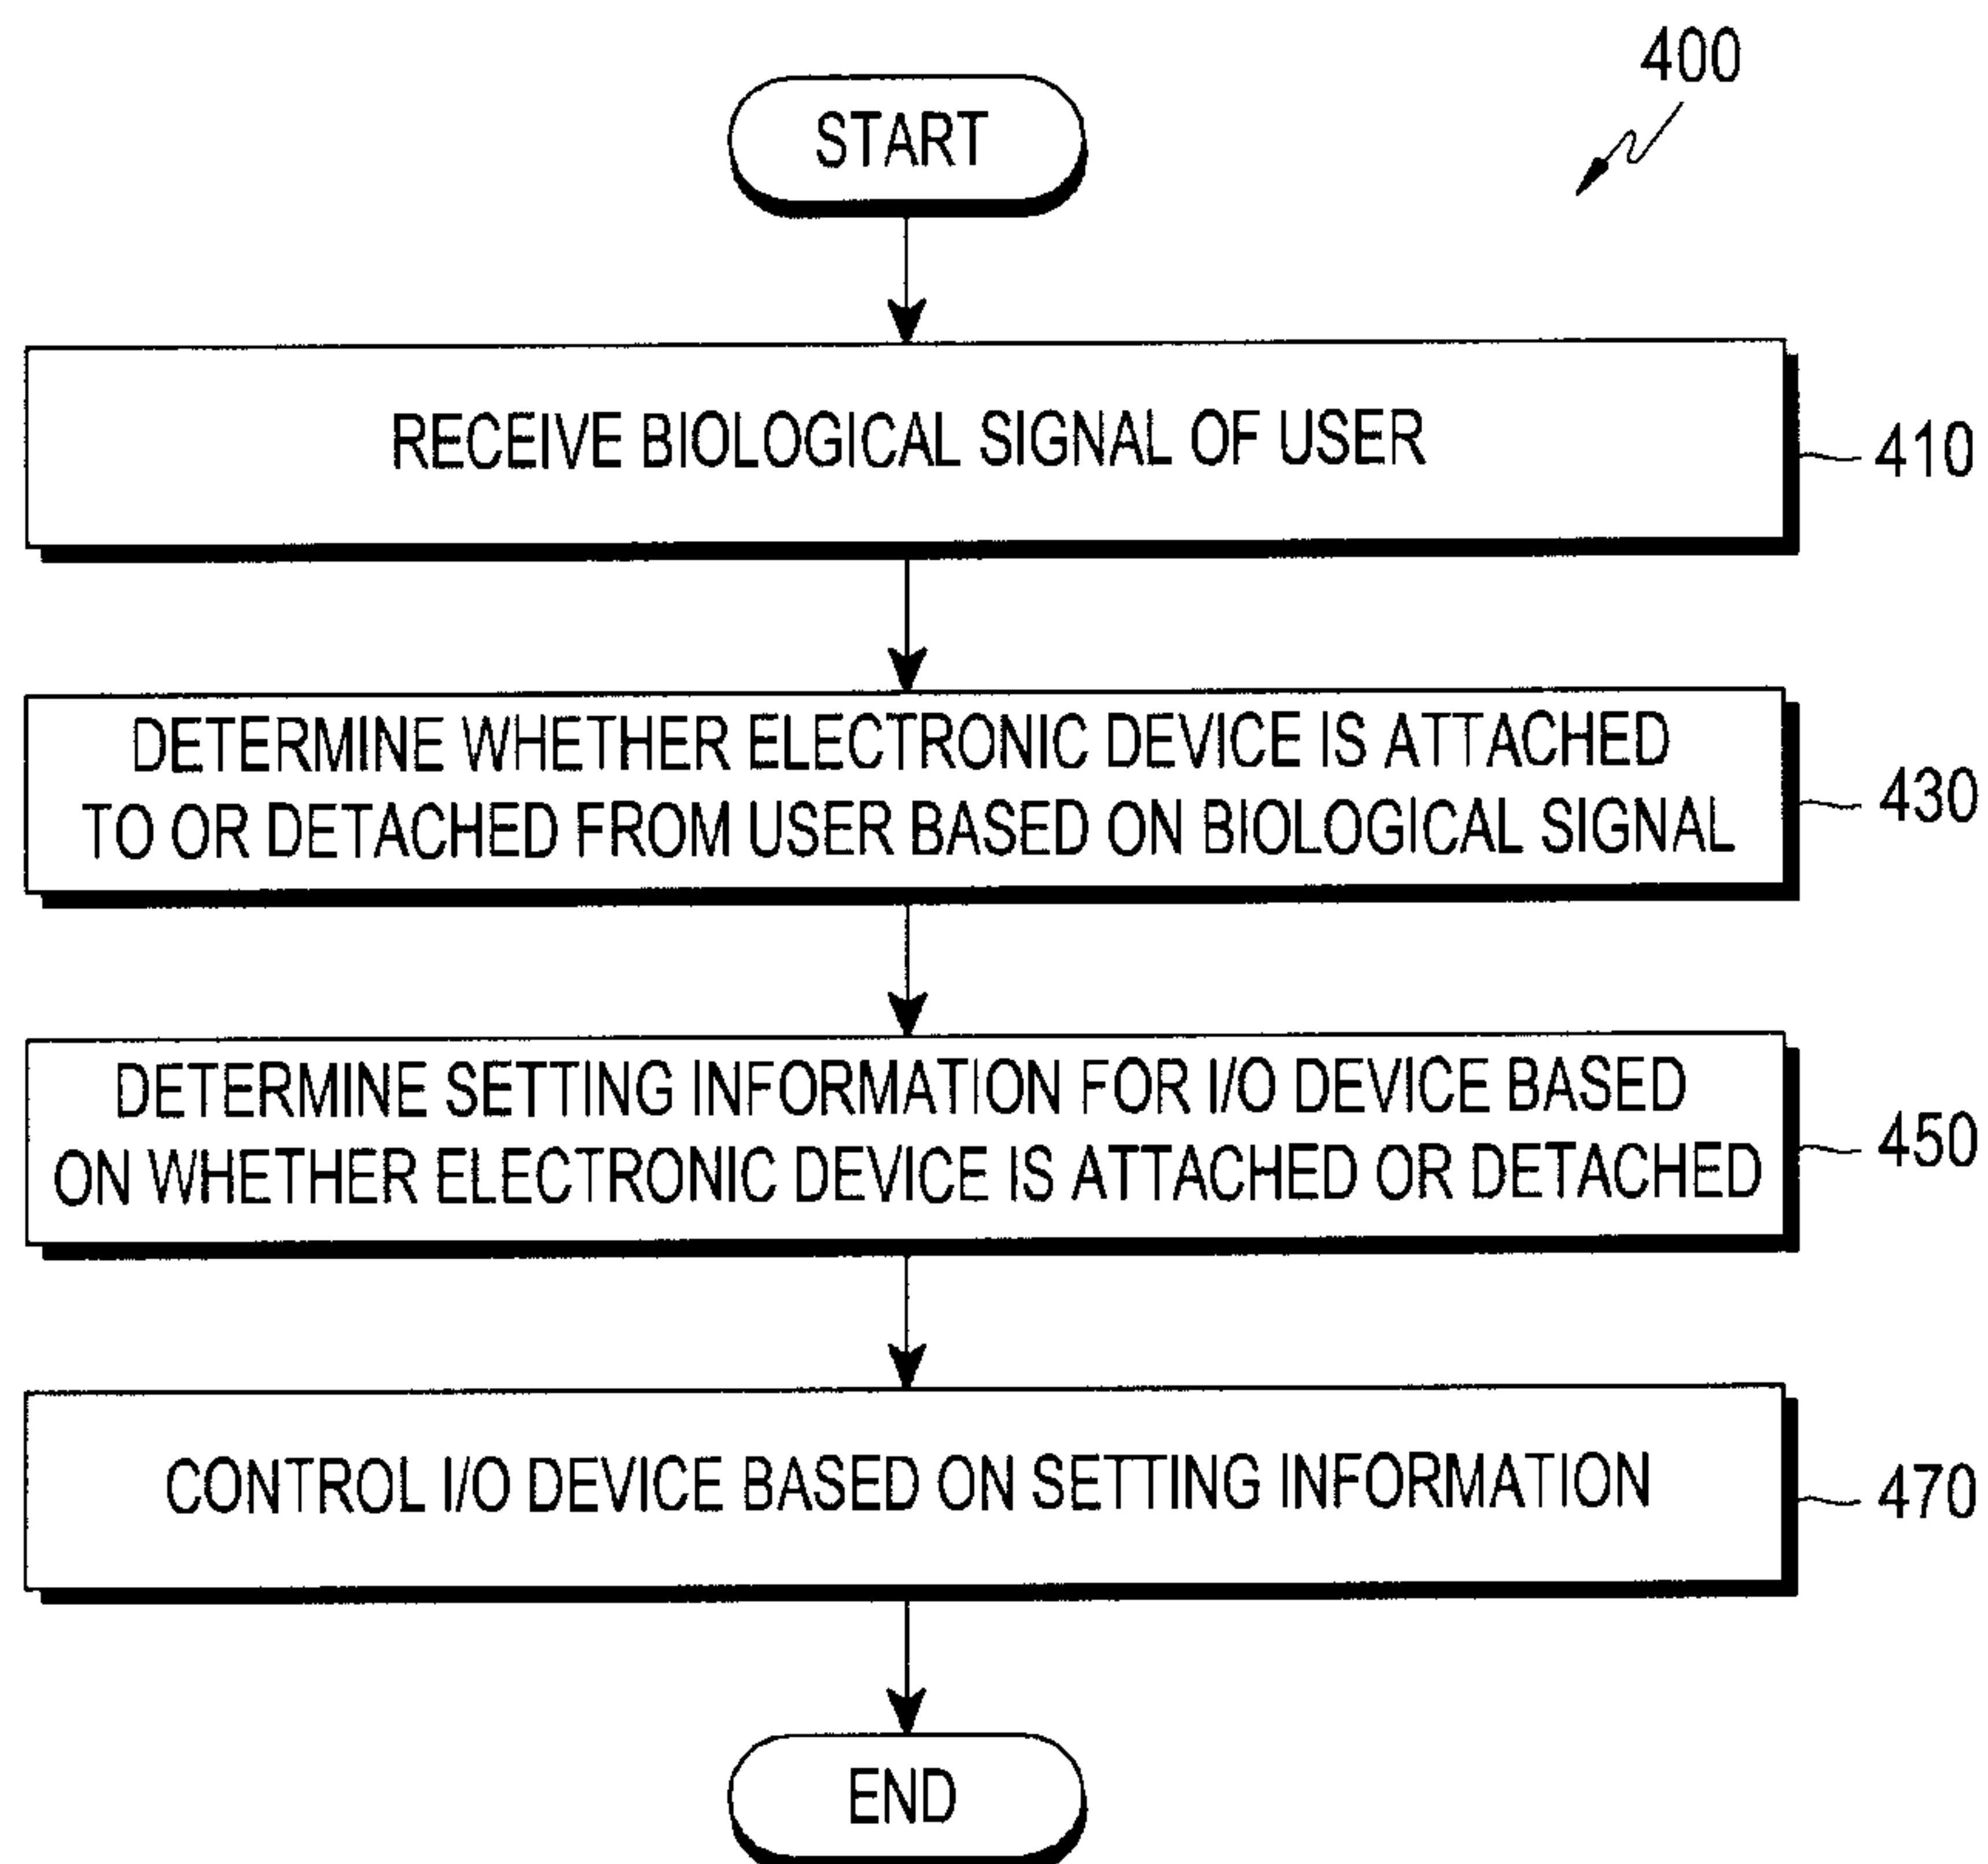 400
START
RECEIVE BIOLOGICAL SIGNAL OF USER
410
DETERMINE WHETHER ELECTRONIC DEVICE IS ATTACHED
TO OR DETACHED FROM USER BASED ON BIOLOGICAL SIGNAL
430
DETERMINE SETTING INFORMATION FOR I/O DEVICE BASED
ON WHETHER ELECTRONIC DEVICE IS ATTACHED OR DETACHED
450
CONTROL I/O DEVICE BASED ON SETTING INFORMATION
470
END